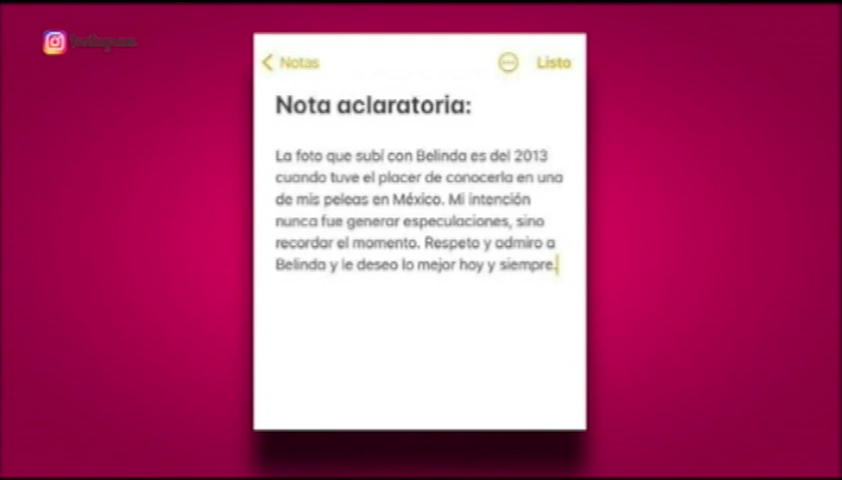 Instagram
Notas
Listo
Nota aclaratoria:
La foto que subí con Belinda es del 2013
cuando tuve el placer de conocerla en una
de mis peleas en México. Mi intención
nunca fue generar especulaciones, sino
recordar el momento. Respeto y admiro a
Belinda y le deseo lo mejor hoy y siempre.